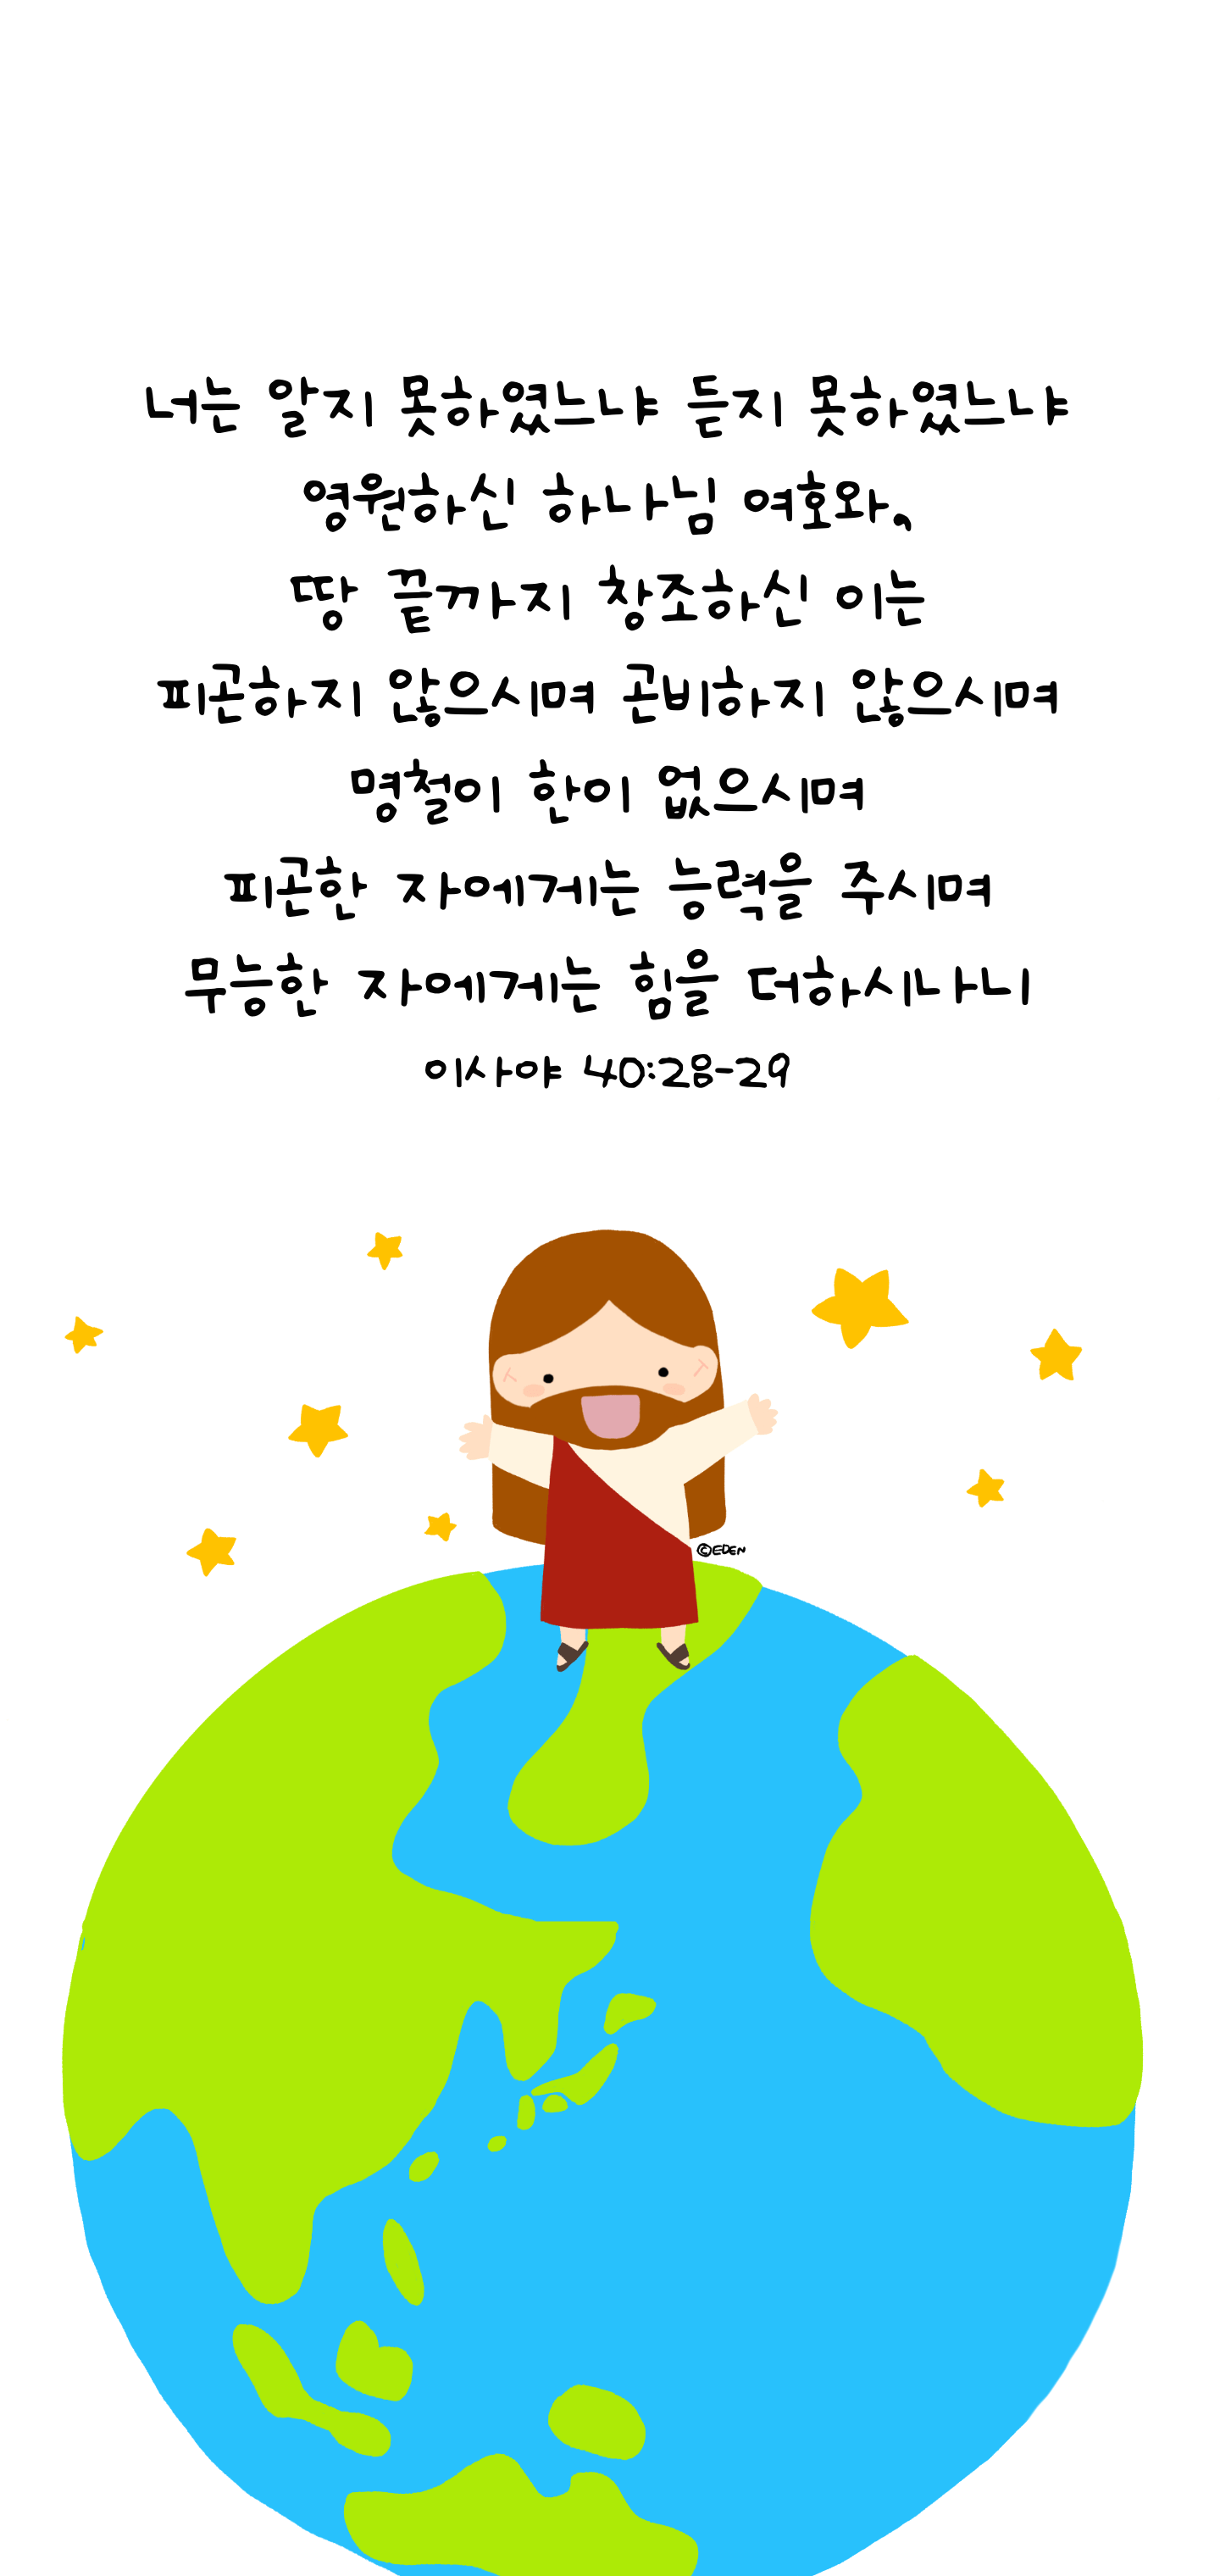 너는 알지 못하였느냐 듣지 못하였느냐
영원하신 하나님 여호와,
땅 끝까지 창조하신 이는
피곤하지 않으시며 곤비하지 않으시며
명철이 한이 없으시며
피곤한 자에게는 능력을 주시며
무능한 자에게는 힘을 더하시나니
이사야 40:28-29
©EDEN